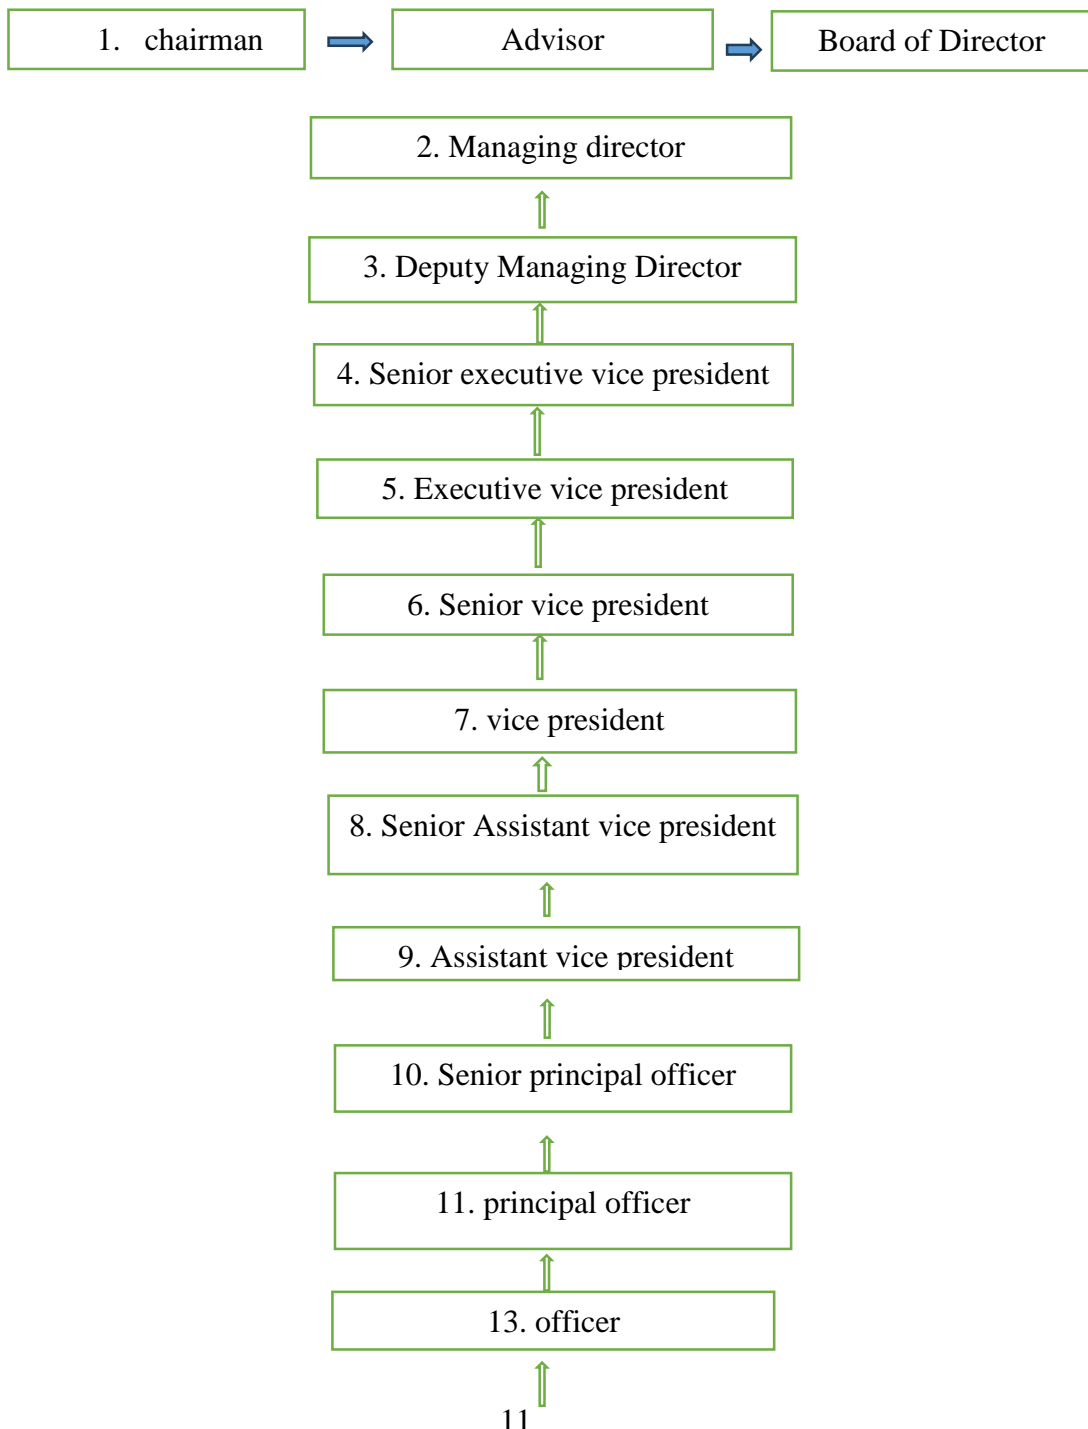 1. chairman
Advisor
Board of Director
2. Managing director
3. Deputy Managing Director
4. Senior executive vice president
5. Executive vice president
6. Senior vice president
7. vice president
8. Senior Assistant vice president
9. Assistant vice president
10. Senior principal officer
11. principal officer
13. officer
11